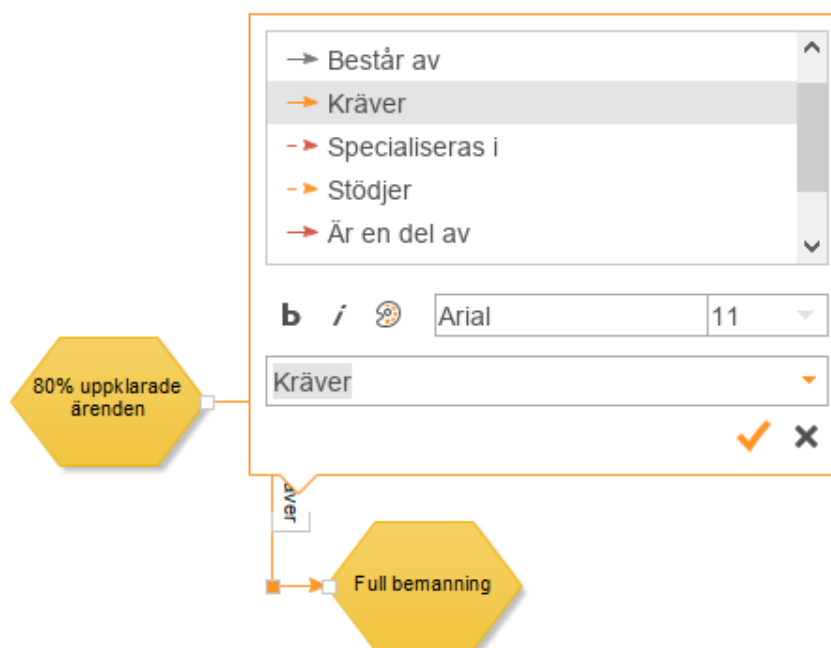 Består av
Kräver
Specialiseras i
Stödjer
Är en del av
b i
Arial
11
Kräver
80% uppklarade
ärenden
Full bemanning